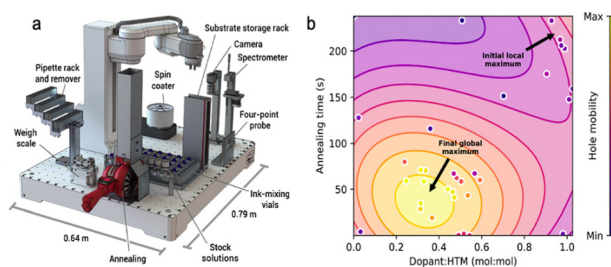 a
Substrate storage rack
Camera
Spectrometer
Pipette rack
and remover
Spin
coater
Four-point
probe
Weigh
scale
Ink-mixing
vials
0.79 m
0.64 m
Stock
solutions
Annealing
b
Annealing time (s)
200
150
100
50
Initial local
maximum
Final global
maximum
0.0
0.2
0.4
0.6
0.8
1.0
Dopant:HTM (mol:mol)
Max
Hole mobility
Min